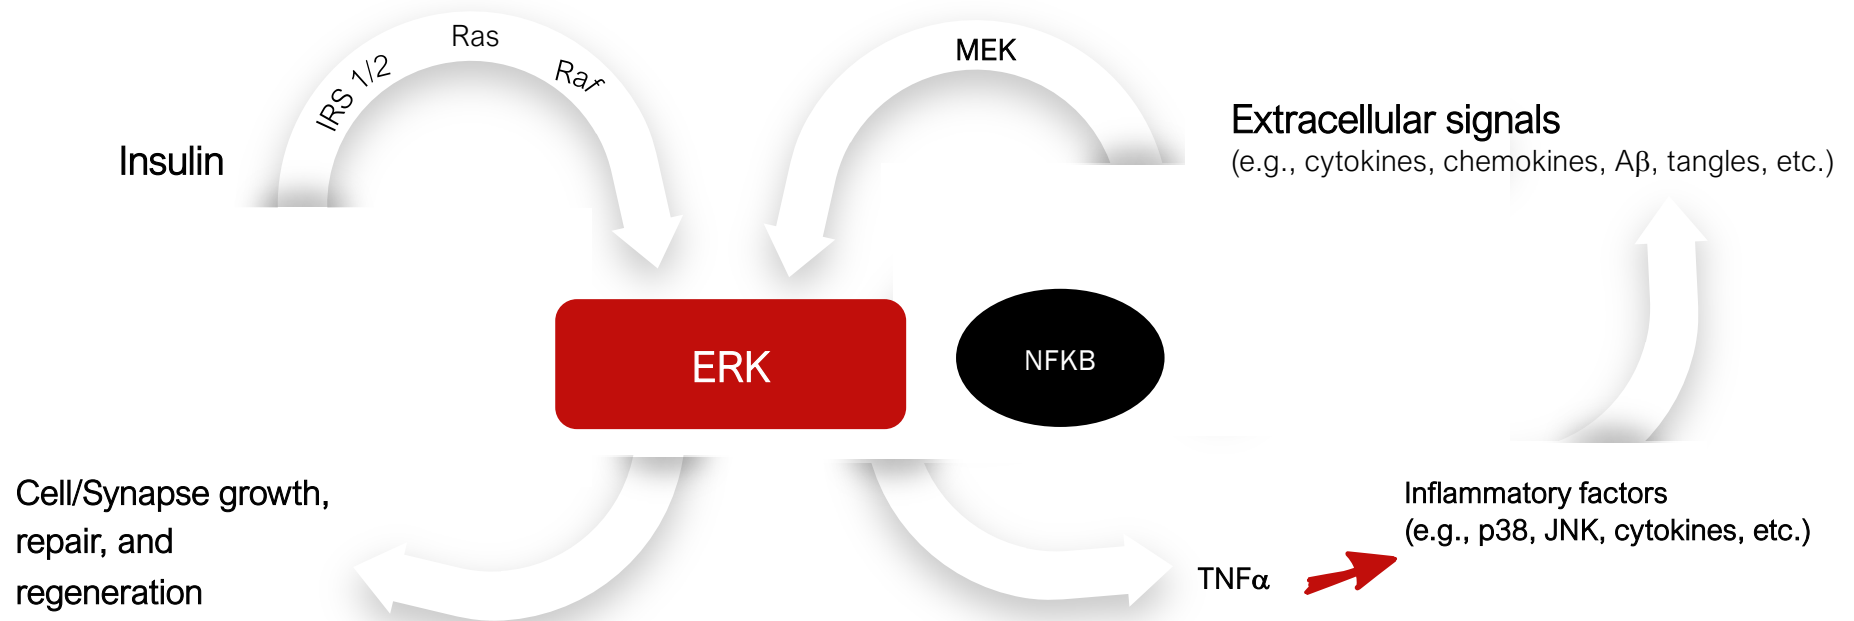 Ras
Raf
IRS 1/2
Insulin
MEK
Extracellular signals
(e.g., cytokines, chemokines, Aβ, tangles, etc.)
ERK
NFKB
Cell/Synapse growth,
repair, and
regeneration
TNFα
Inflammatory factors
(e.g., p38, JNK, cytokines, etc.)